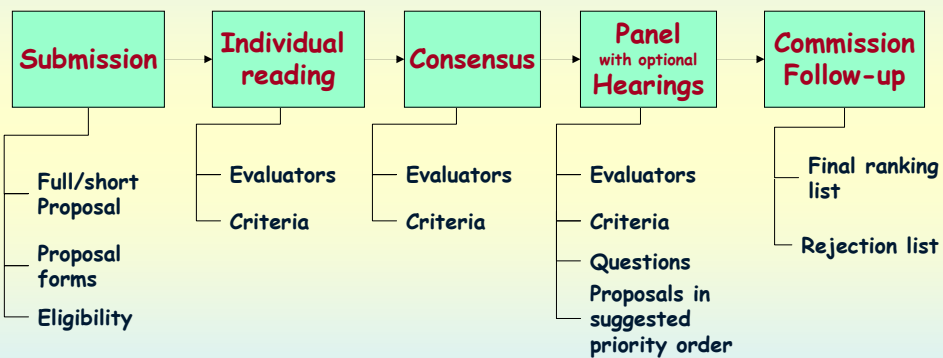 Submission
Individual
reading
Consensus
Panel
with optional
Hearings
Commission
Follow-up
Full/short
Proposal
Proposal
forms
Eligibility
Evaluators
Criteria
Evaluators
Criteria
Evaluators
Criteria
Questions
Proposals in
suggested
priority order
Final ranking
list
Rejection list